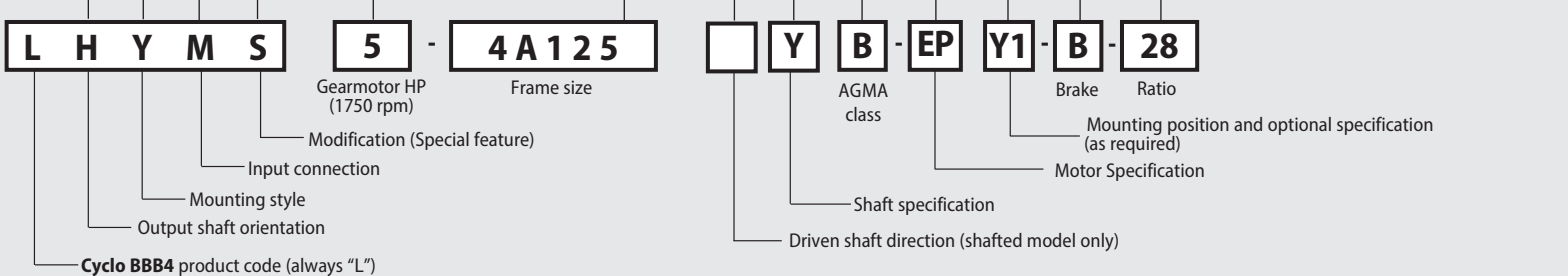 L H Y M S 5 - 4 A 1 2 5 Y B - EP Y1 - B - 28
Gearmotor HP
(1750 rpm)
Frame size
AGMA
class
Brake
Ratio
Modification (Special feature)
Mounting position and optional specification
(as required)
Input connection
Motor Specification
Mounting style
Shaft specification
Output shaft orientation
Driven shaft direction (shafted model only)
Cyclo BBB4 product code (always “L”)